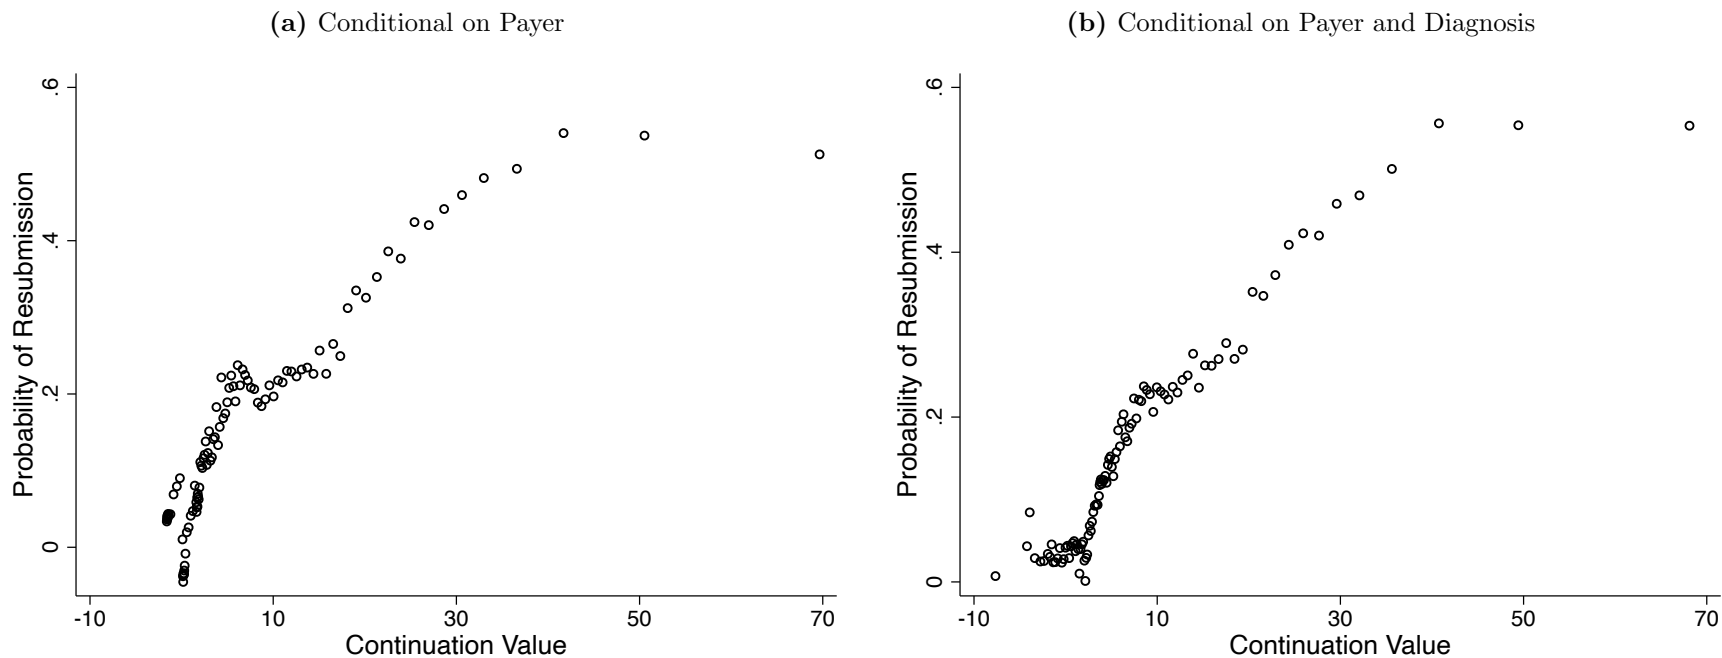 (a) Conditional on Payer
.6
.4
.2
0
Probability of Resubmission
-10 10 30 50 70
Continuation Value
(b) Conditional on Payer and Diagnosis
.6
.4
.2
0
Probability of Resubmission
-10 10 30 50 70
Continuation Value